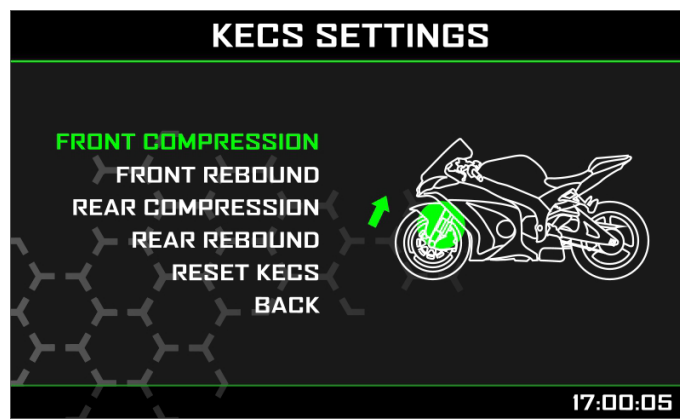 KECS SETTINGS
FRONT COMPRESSION
FRONT REBOUND
REAR COMPRESSION
REAR REBOUND
RESET KECS
BACK
17:00:05